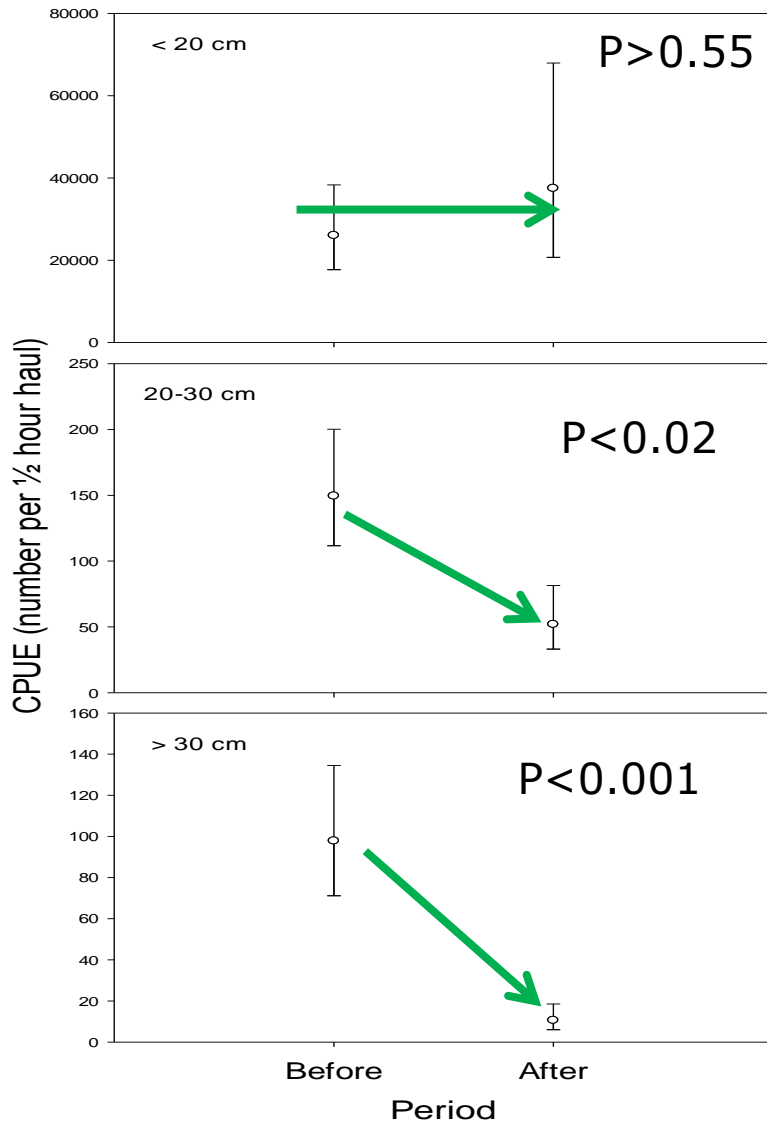 80000
< 20 cm
P>0.55
60000
40000
20000
0
250
20-30 cm
P<0.02
200
150
100
50
0
CPUE (number per ½ hour haul)
160
> 30 cm
P<0.001
140
120
100
80
60
40
20
0
Before After
Period